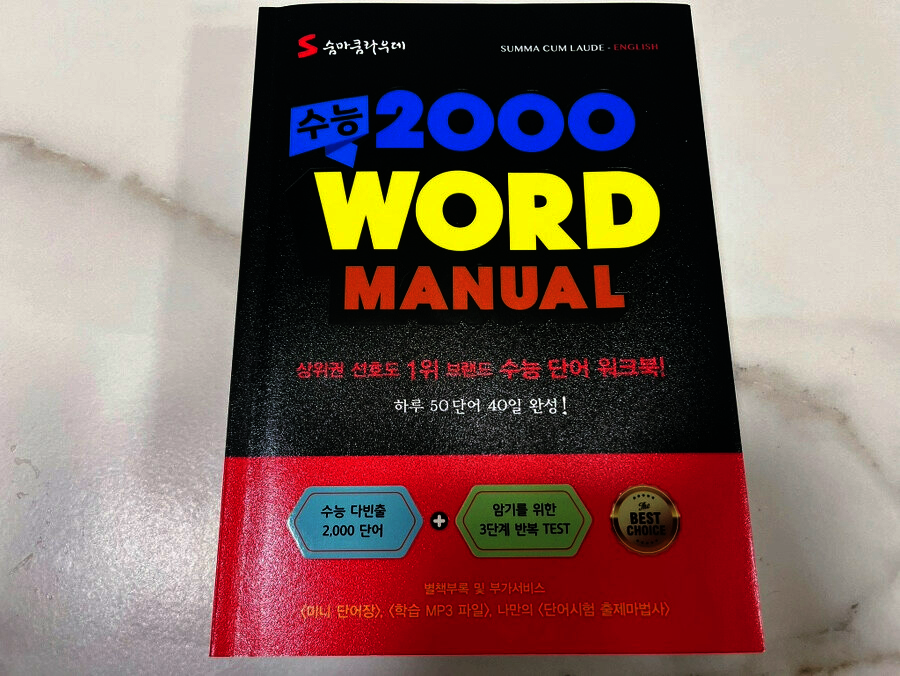 숨마쿰라우데
SUMMA CUM LAUDE - ENGLISH
수능 2000
WORD
MANUAL
상위권 선호도 1위 브랜드 수능 단어 워크북!
하루 50단어 40일 완성!
수능 다빈출
2,000 단어
+
암기를 위한
3단계 반복 TEST
The
BEST
CHOICE
별책부록 및 부가서비스
〈미니 단어장〉, 〈학습 MP3 파일〉, 나만의 〈단어시험 출제마법사〉